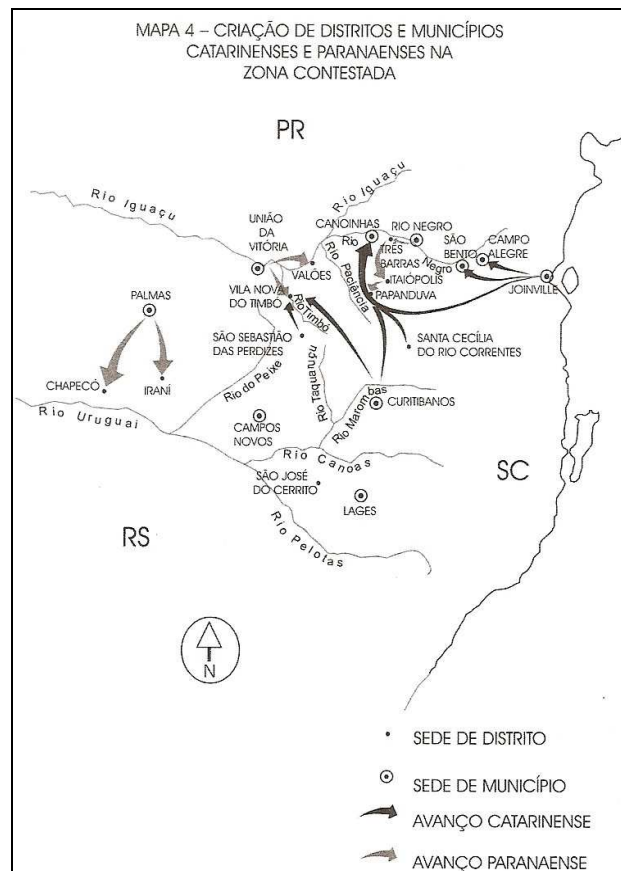 MAPA 4 – CRIAÇÃO DE DISTRITOS E MUNICÍPIOS
CATARINENSES E PARANAENSES NA
ZONA CONTESTADA
PR
Rio Iguaçu
Rio Iguaçu
UNIÃO
DA
VITÓRIA
CANOINHAS
RIO NEGRO
Rio
Negro
SÃO
BENTO
CAMPO
ALEGRE
TRÊS
BARRAS
VALÕES
Rio Paciência
ITAIÓPOLIS
PAPANDUVA
JOINVILLE
VILA NOVA
DO TIMBÓ
Rio Timbó
PALMAS
SÃO SEBASTIÃO
DAS PERDIZES
SANTA CECÍLIA
DO RIO CORRENTES
CHAPECÓ
IRANÍ
Rio do Peixe
Rio Taquaruçu
Rio Marombas
CURITIBANOS
Rio Uruguai
CAMPOS
NOVOS
Rio Canoas
SC
SÃO JOSÉ
DO CERRITO
LAGES
RS
Rio Pelotas
N
SEDE DE DISTRITO
SEDE DE MUNICÍPIO
AVANÇO CATARINENSE
AVANÇO PARANAENSE